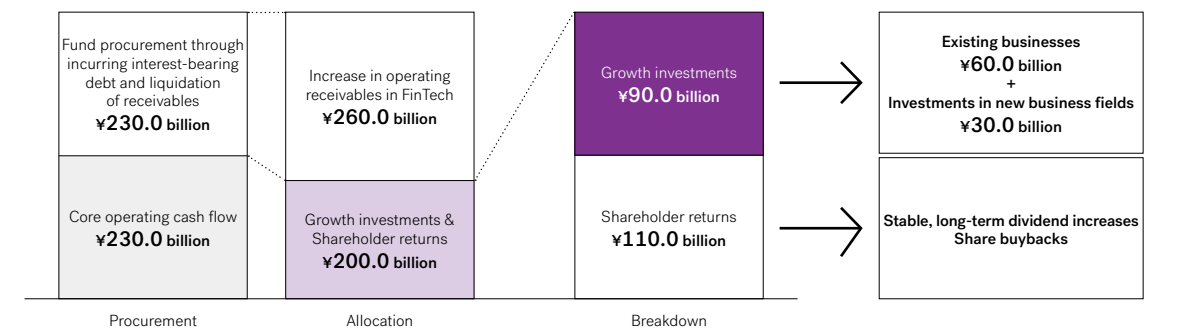 Fund procurement through
incurring interest-bearing
debt and liquidation
of receivables
¥230.0 billion
Core operating cash flow
¥230.0 billion
Procurement
Increase in operating
receivables in FinTech
¥260.0 billion
Growth investments &
Shareholder returns
¥200.0 billion
Allocation
Growth investments
¥90.0 billion
Shareholder returns
¥110.0 billion
Breakdown
Existing businesses
¥60.0 billion
+
Investments in new business fields
¥30.0 billion
Stable, long-term dividend increases
Share buybacks